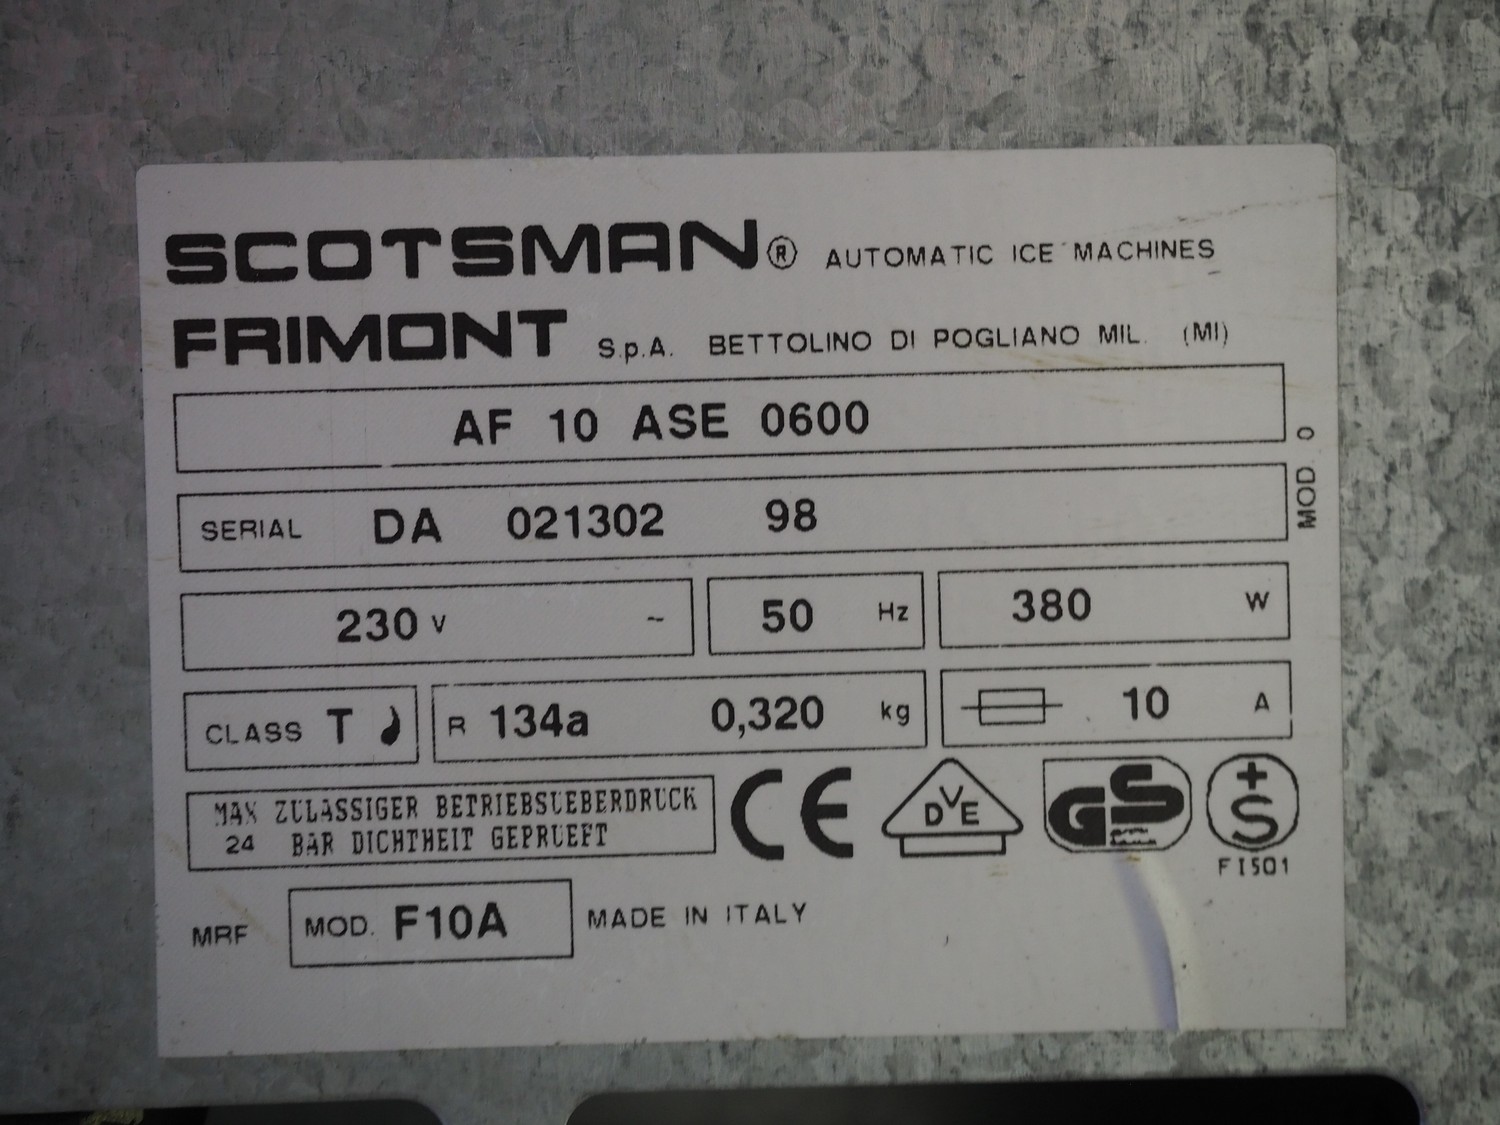 SCOTSMAN® AUTOMATIC ICE MACHINES
FRIMONT S.p.A. BETTOLINO DI POGLIANO MIL. (MI)
AF 10 ASE 0600
MOD. O
SERIAL DA 021302 98
230 V ~ 50 Hz 380 W
CLASS T R 134a 0,320 kg 10 A
MAX ZULASSIGER BETRIEBSUEBERDRUCK
24 BAR DICHTHEIT GEPRUEFT
CE DVE GS +S
FI501
MRF MOD. F10A MADE IN ITALY